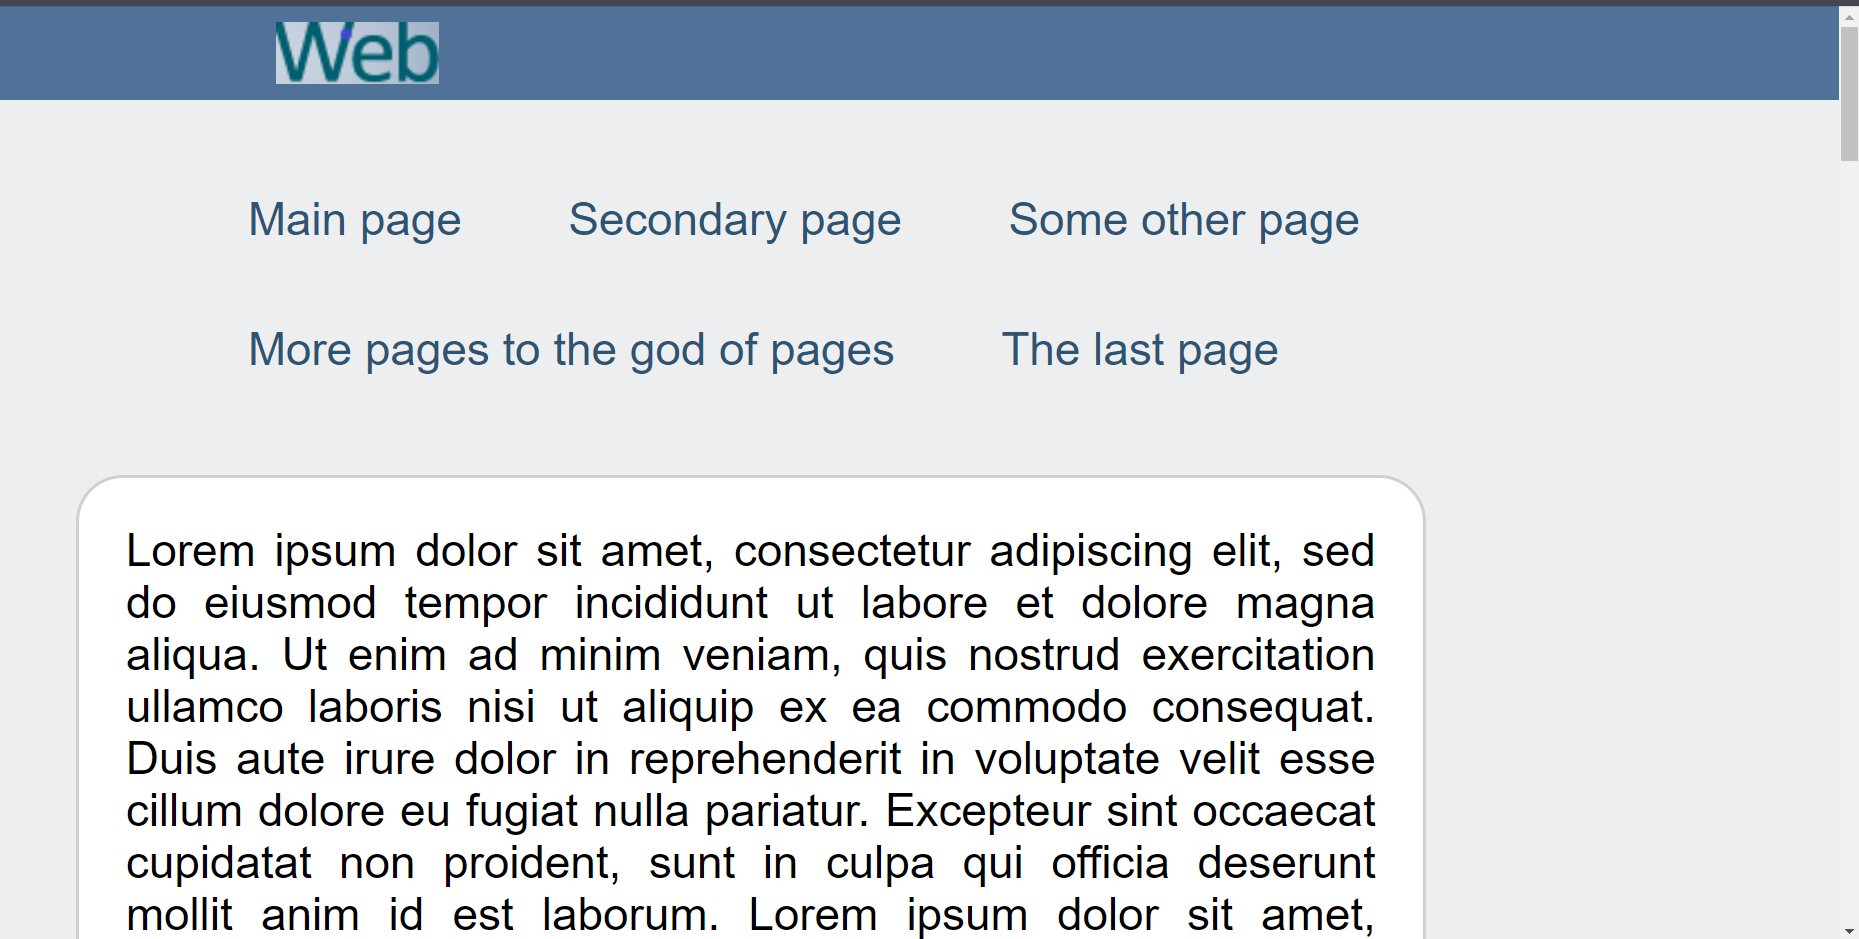 Web
Main page Secondary page Some other page
More pages to the god of pages The last page
Lorem ipsum dolor sit amet, consectetur adipiscing elit, sed
do eiusmod tempor incididunt ut labore et dolore magna
aliqua. Ut enim ad minim veniam, quis nostrud exercitation
ullamco laboris nisi ut aliquip ex ea commodo consequat.
Duis aute irure dolor in reprehenderit in voluptate velit esse
cillum dolore eu fugiat nulla pariatur. Excepteur sint occaecat
cupidatat non proident, sunt in culpa qui officia deserunt
mollit anim id est laborum. Lorem ipsum dolor sit amet,